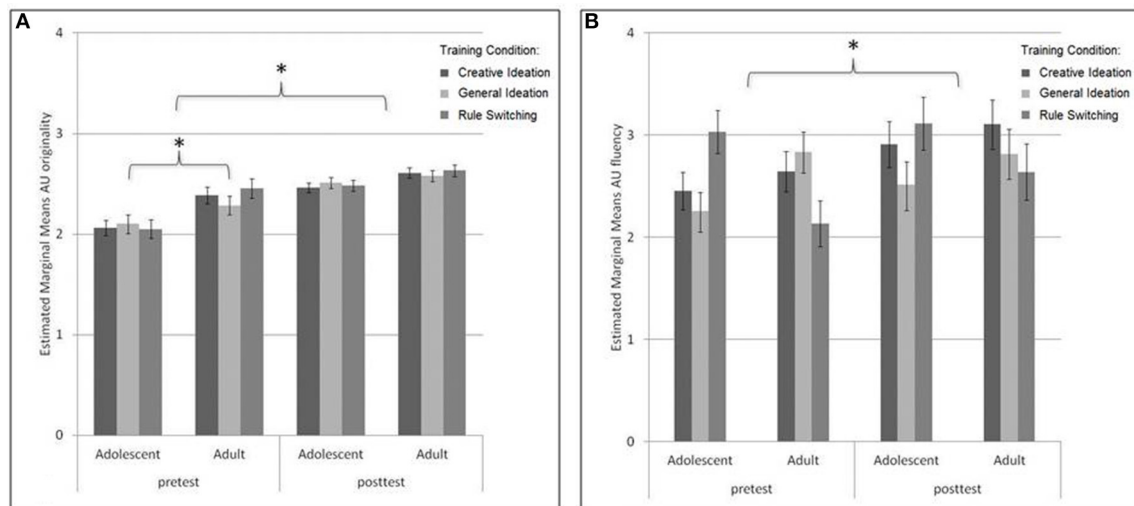 A
4
3
2
1
0
Estimated Marginal Means AU originality
Training Condition:
Creative Ideation
General Ideation
Rule Switching
*
*
Adolescent
Adult
Adolescent
Adult
pretest
posttest
B
4
3
2
1
0
Estimated Marginal Means AU fluency
Training Condition:
Creative Ideation
General Ideation
Rule Switching
*
Adolescent
Adult
Adolescent
Adult
pretest
posttest